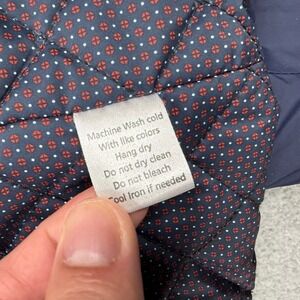 Machine Wash cold
With like colors
Hang dry
Do not dry clean
Do not bleach
Cool Iron if needed